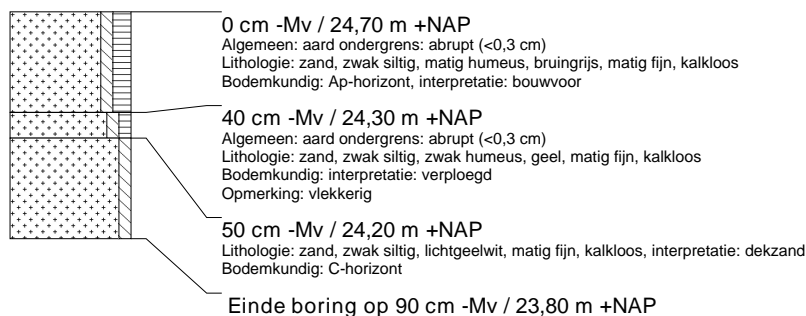 0 cm -Mv / 24,70 m +NAP
Algemeen: aard ondergrens: abrupt (<0,3 cm)
Lithologie: zand, zwak siltig, matig humeus, bruingrijs, matig fijn, kalkloos
Bodemkundig: Ap-horizont, interpretatie: bouwvoor
40 cm -Mv / 24,30 m +NAP
Algemeen: aard ondergrens: abrupt (<0,3 cm)
Lithologie: zand, zwak siltig, zwak humeus, geel, matig fijn, kalkloos
Bodemkundig: interpretatie: verploegd
Opmerking: vlekkerig
50 cm -Mv / 24,20 m +NAP
Lithologie: zand, zwak siltig, lichtgeelwit, matig fijn, kalkloos, interpretatie: dekzand
Bodemkundig: C-horizont
Einde boring op 90 cm -Mv / 23,80 m +NAP